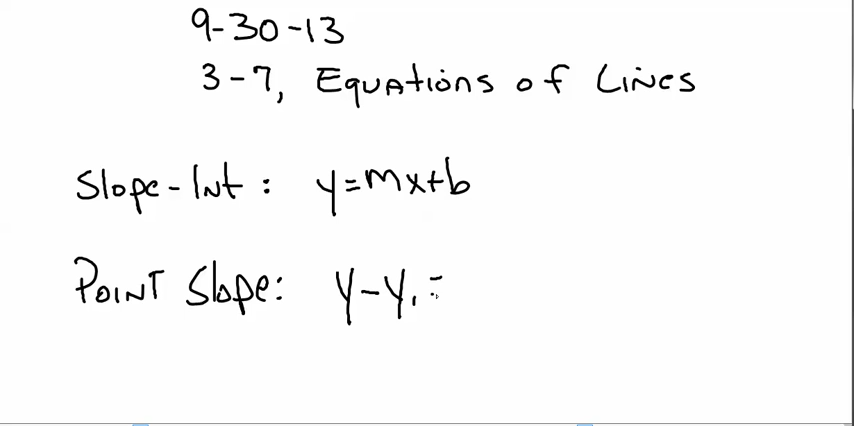 9-30-13
3-7, Equations of Lines
Slope-Int: y=mx+b
Point Slope: y-y₁=